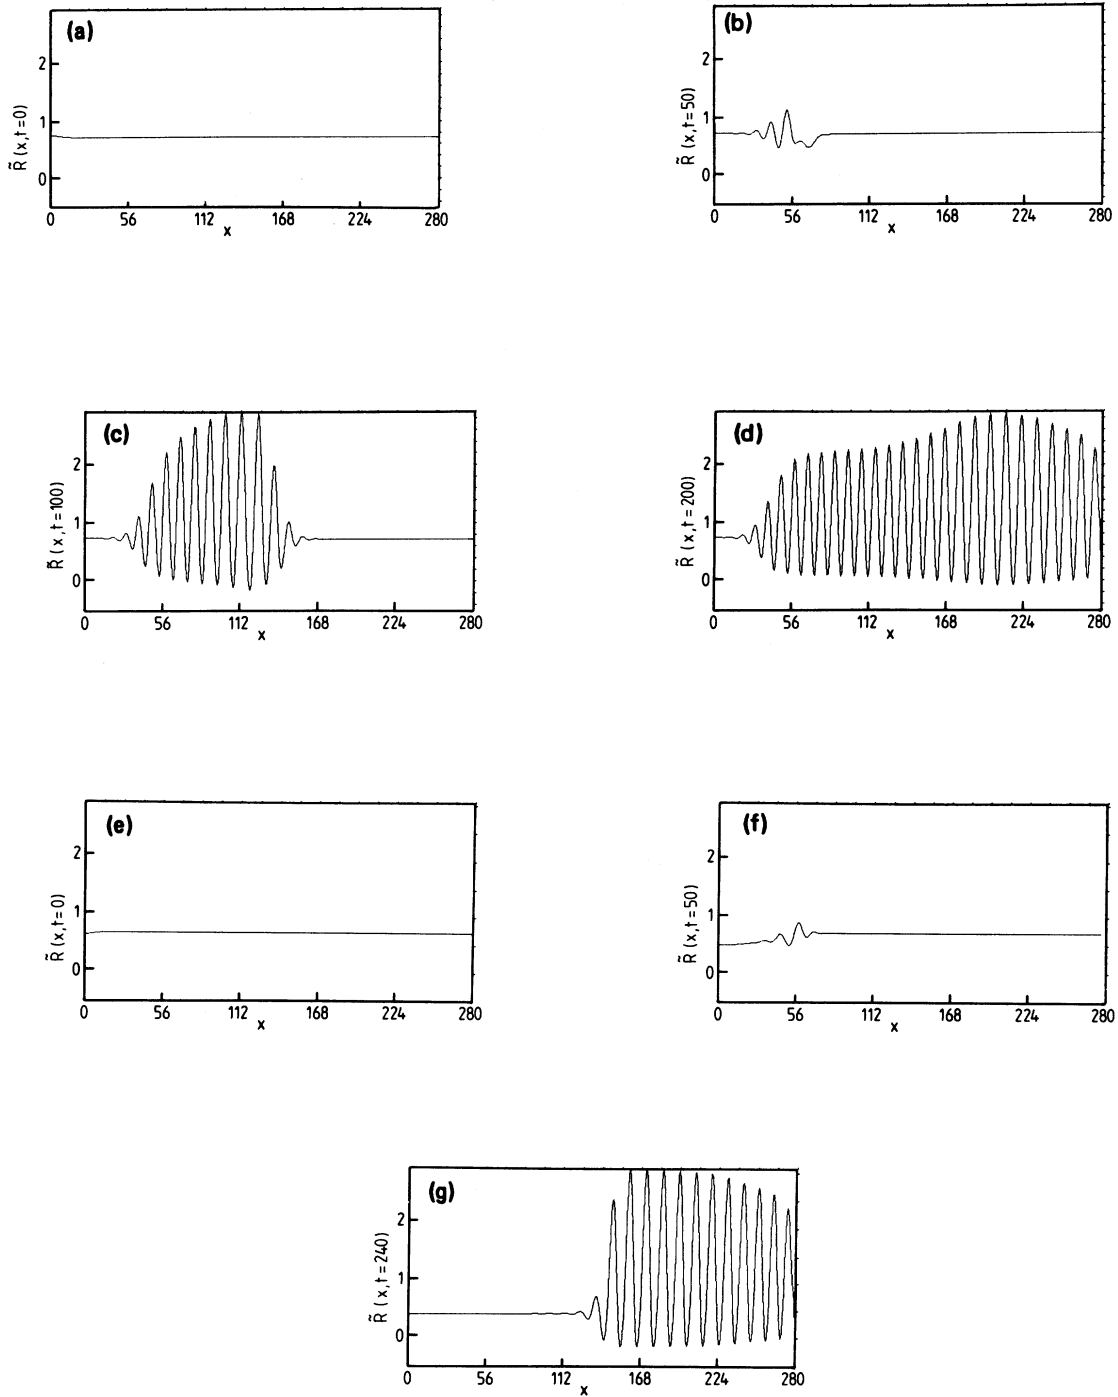 (a)
2
1
0
R̃ (x,t=0)
0 56 112 168 224 280
x
(b)
2
1
0
R̃ (x,t=50)
0 56 112 168 224 280
x
(c)
2
1
0
R̃ (x,t=100)
0 56 112 168 224 280
x
(d)
2
1
0
R̃ (x,t=200)
0 56 112 168 224 280
x
(e)
2
1
0
R̃ (x,t=0)
0 56 112 168 224 280
x
(f)
2
1
0
R̃ (x,t=50)
0 56 112 168 224 280
x
(g)
2
1
0
R̃ (x,t=240)
0 56 112 168 224 280
x